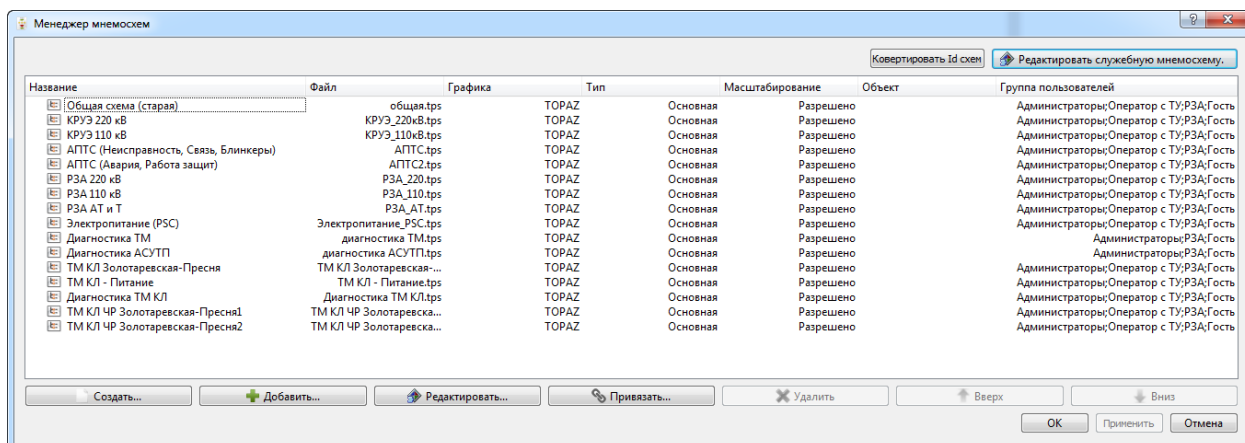 Менеджер мнемосхем
Ковертировать Id схем Редактировать служебную мнемосхему.
Название Файл Графика Тип Масштабирование Объект Группа пользователей
Общая схема (старая) общая.tps TOPAZ Основная Разрешено Администраторы;Оператор с ТУ;РЗА;Гость
КРУЭ 220 кВ КРУЭ_220кВ.tps TOPAZ Основная Разрешено Администраторы;Оператор с ТУ;РЗА;Гость
КРУЭ 110 кВ КРУЭ_110кВ.tps TOPAZ Основная Разрешено Администраторы;Оператор с ТУ;РЗА;Гость
АПТС (Неисправность, Связь, Блинкеры) АПТС.tps TOPAZ Основная Разрешено Администраторы;Оператор с ТУ;РЗА;Гость
АПТС (Авария, Работа защит) АПТС2.tps TOPAZ Основная Разрешено Администраторы;Оператор с ТУ;РЗА;Гость
РЗА 220 кВ РЗА_220.tps TOPAZ Основная Разрешено Администраторы;Оператор с ТУ;РЗА;Гость
РЗА 110 кВ РЗА_110.tps TOPAZ Основная Разрешено Администраторы;Оператор с ТУ;РЗА;Гость
РЗА АТ и Т РЗА_АТ.tps TOPAZ Основная Разрешено Администраторы;Оператор с ТУ;РЗА;Гость
Электропитание (PSC) Электропитание_PSC.tps TOPAZ Основная Разрешено Администраторы;Оператор с ТУ;РЗА;Гость
Диагностика ТМ диагностика ТМ.tps TOPAZ Основная Разрешено Администраторы;РЗА;Гость
Диагностика АСУТП диагностика АСУТП.tps TOPAZ Основная Разрешено Администраторы;РЗА;Гость
ТМ КЛ Золотаревская-Пресня ТМ КЛ Золотаревская-... TOPAZ Основная Разрешено Администраторы;Оператор с ТУ;РЗА;Гость
ТМ КЛ - Питание ТМ КЛ - Питание.tps TOPAZ Основная Разрешено Администраторы;Оператор с ТУ;РЗА;Гость
Диагностика ТМ КЛ Диагностика ТМ КЛ.tps TOPAZ Основная Разрешено Администраторы;Оператор с ТУ;РЗА;Гость
ТМ КЛ ЧР Золотаревская-Пресня1 ТМ КЛ ЧР Золотаревска... TOPAZ Основная Разрешено Администраторы;Оператор с ТУ;РЗА;Гость
ТМ КЛ ЧР Золотаревская-Пресня2 ТМ КЛ ЧР Золотаревска... TOPAZ Основная Разрешено Администраторы;Оператор с ТУ;РЗА;Гость
Создать... Добавить... Редактировать... Привязать... Удалить Вверх Вниз
OK Применить Отмена